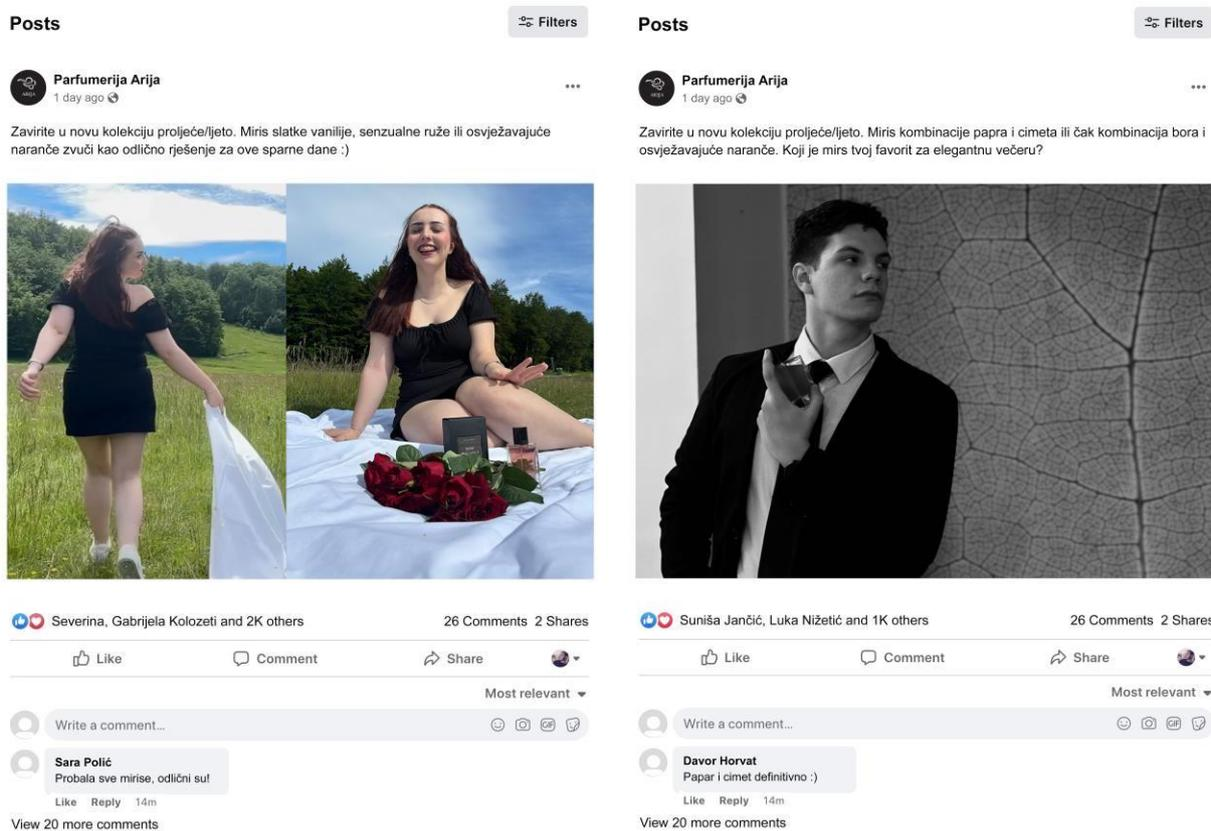 Posts
Filters
Parfumerija Arija
1 day ago
Zavirite u novu kolekciju proljeće/ljeto. Miris slatke vanilije, senzualne ruže ili osvježavajuće
naranče zvuči kao odlično rješenje za ove sparne dane :)
Severina, Gabrijela Kolozeti and 2K others
26 Comments 2 Shares
Like
Comment
Share
Most relevant
Write a comment...
GIF
Sara Polić
Probala sve mirise, odlični su!
Like Reply 14m
View 20 more comments
Posts
Filters
Parfumerija Arija
1 day ago
Zavirite u novu kolekciju proljeće/ljeto. Miris kombinacije papra i cimeta ili čak kombinacija bora i
osvježavajuće naranče. Koji je mirs tvoj favorit za elegantnu večeru?
Suniša Jančić, Luka Nižetić and 1K others
26 Comments 2 Shares
Like
Comment
Share
Most relevant
Write a comment...
GIF
Davor Horvat
Papar i cimet definitivno :)
Like Reply 14m
View 20 more comments